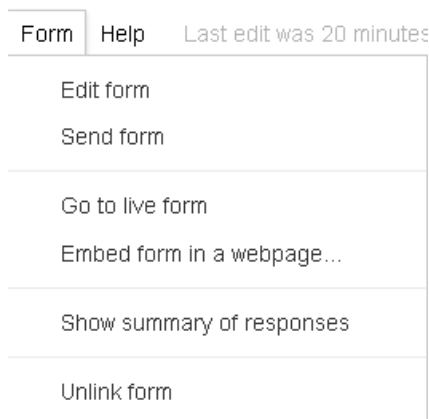 Form Help Last edit was 20 minutes
Edit form
Send form
Go to live form
Embed form in a webpage...
Show summary of responses
Unlink form